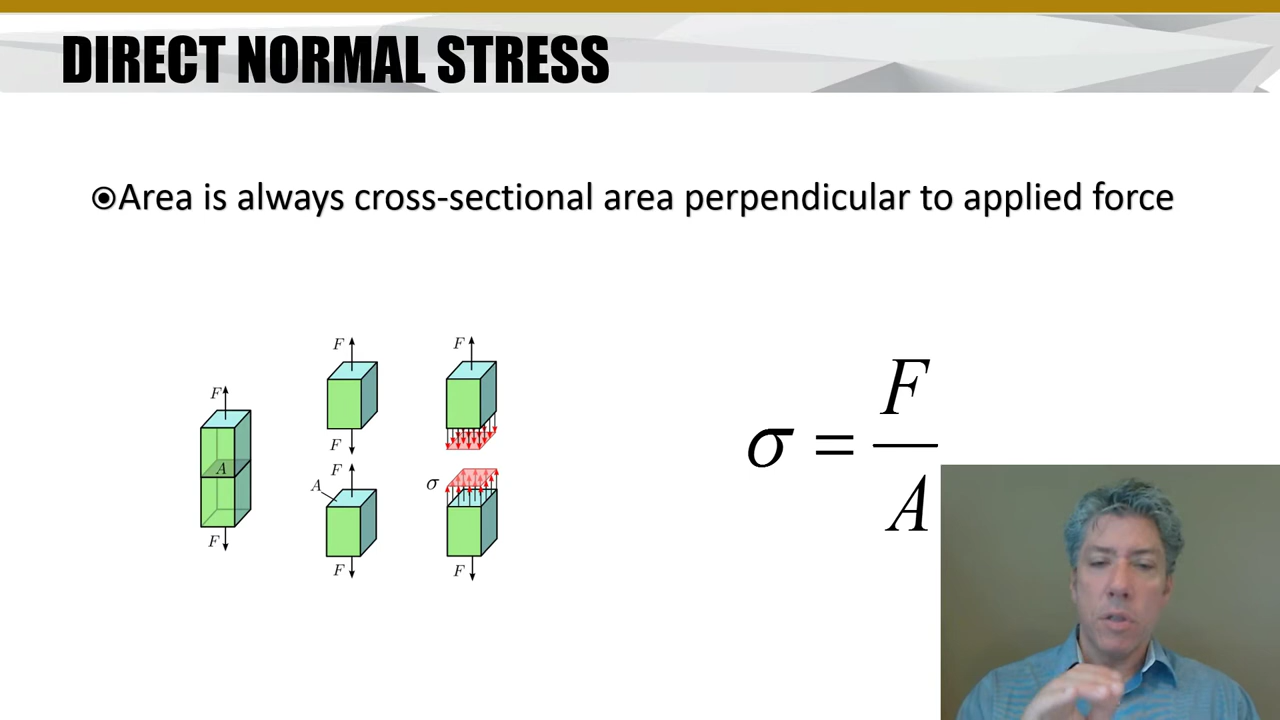 DIRECT NORMAL STRESS
Area is always cross-sectional area perpendicular to applied force
F
A
F
F
F
F
A
F
F
σ
F
σ = F / A